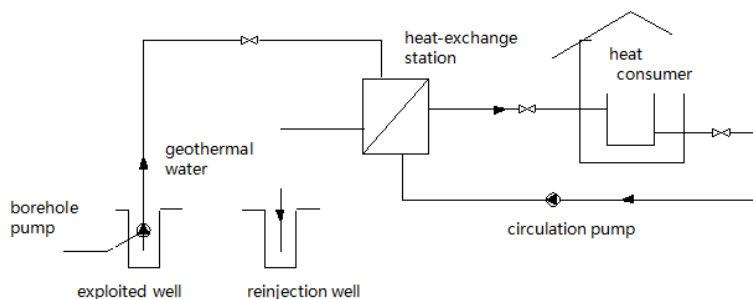 heat-exchange
station
heat
consumer
geothermal
water
borehole
pump
circulation pump
exploited well
reinjection well